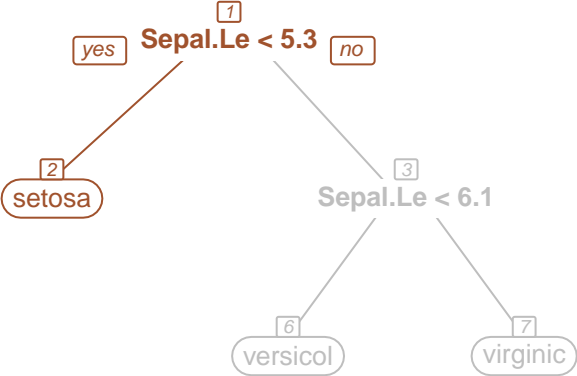 1
Sepal.Le < 5.3
yes
no
2
setosa
3
Sepal.Le < 6.1
6
versicol
7
virginic